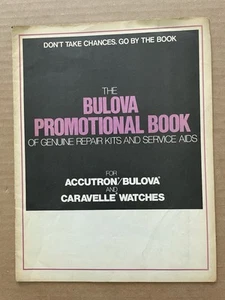 DON'T TAKE CHANCES. GO BY THE BOOK
THE
BULOVA
PROMOTIONAL BOOK
OF GENUINE REPAIR KITS AND SERVICE AIDS
FOR
ACCUTRON®/BULOVA®
AND
CARAVELLE® WATCHES